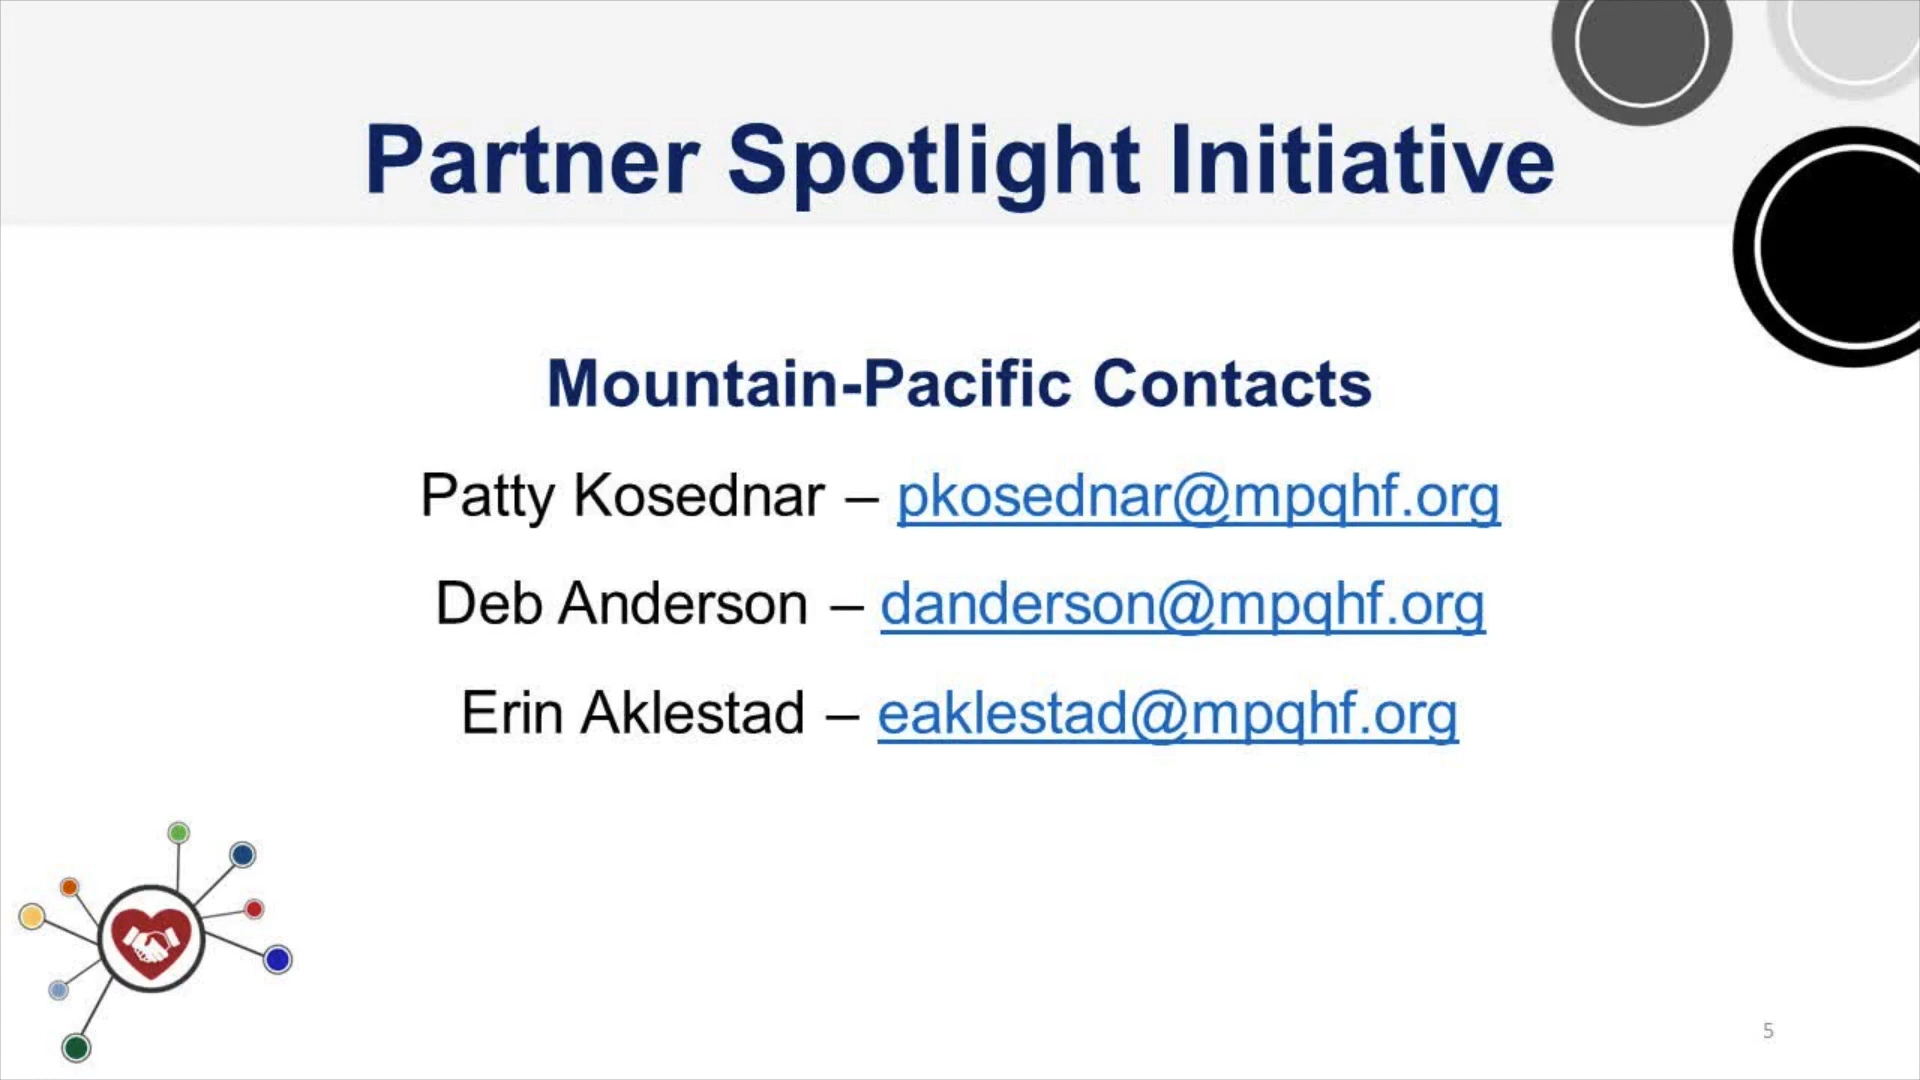 Partner Spotlight Initiative
Mountain-Pacific Contacts
Patty Kosednar – pkosednar@mpqhf.org
Deb Anderson – danderson@mpqhf.org
Erin Aklestad – eaklestad@mpqhf.org
5